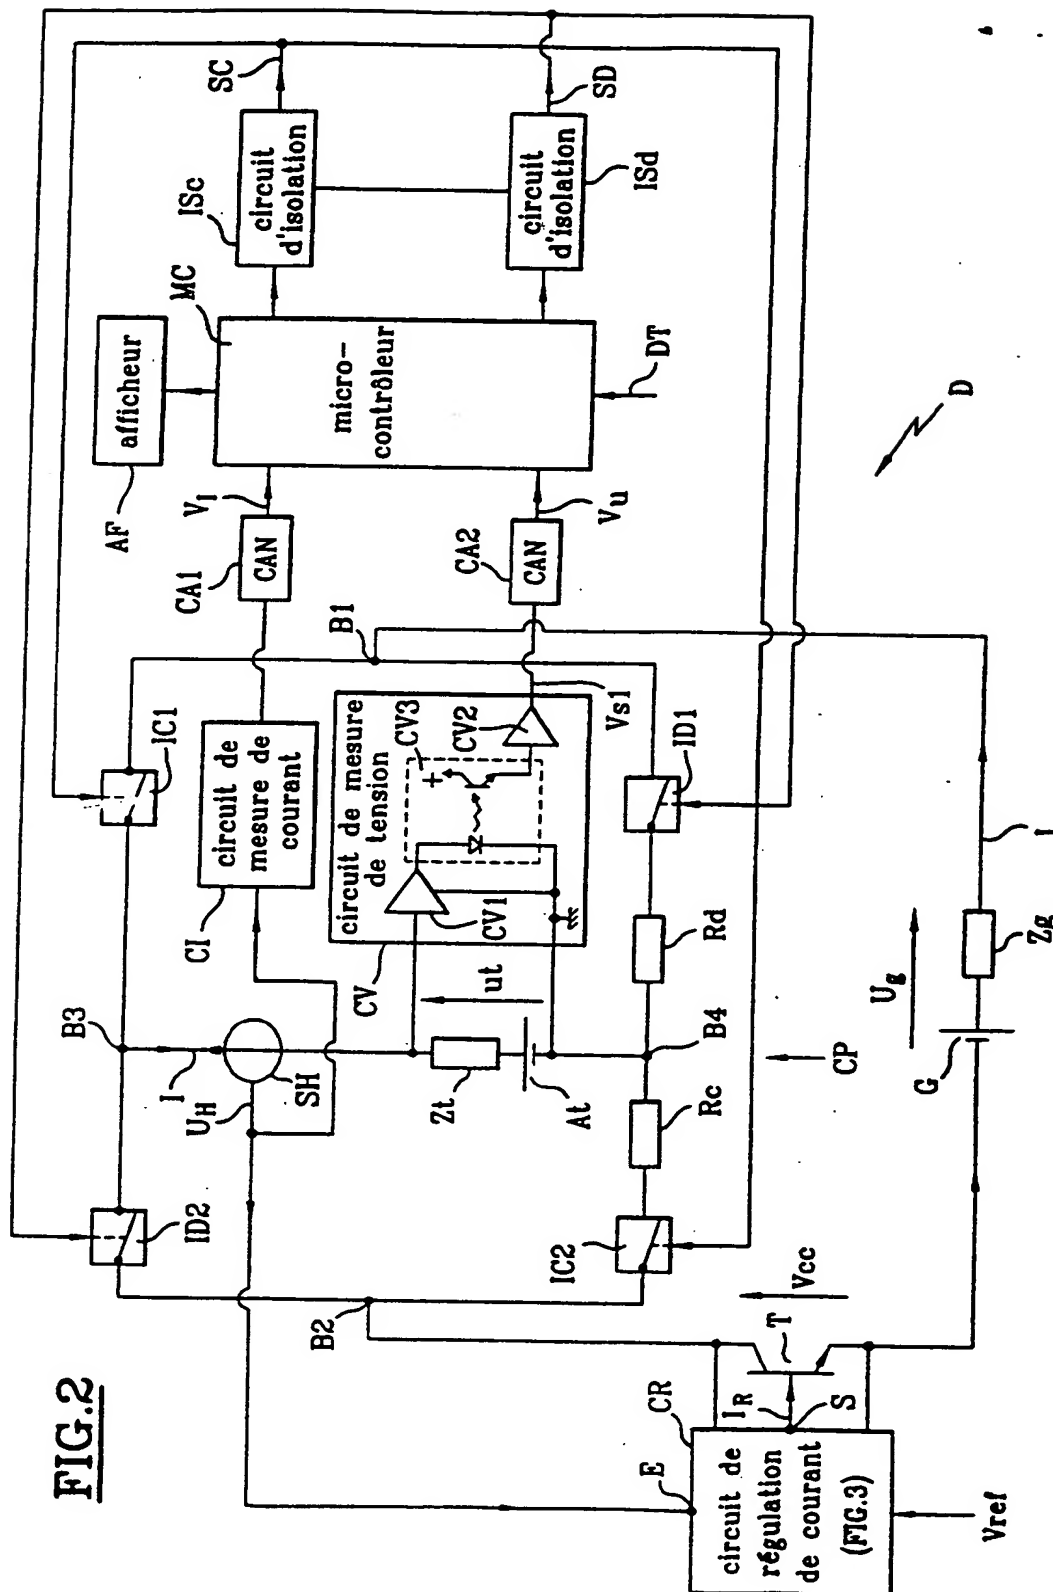 FIG.2
SC
SD
ISc
circuit
d'isolation
circuit
d'isolation
ISd
MC
afficheur
AF
micro-
contrôleur
DT
D
VI
Vu
CA1
CAN
CA2
CAN
B1
IC1
circuit de
mesure de
courant
CI
circuit de mesure
de tension
CV3
+
CV2
CV1
CV
Vs1
ID1
B3
I
UH
SH
Zt
At
ut
Rd
B4
Rc
CP
ID2
IC2
B2
Ug
G
Zg
I
Vcc
T
IR
S
CR
E
circuit de
régulation
de courant
(FIG.3)
Vref